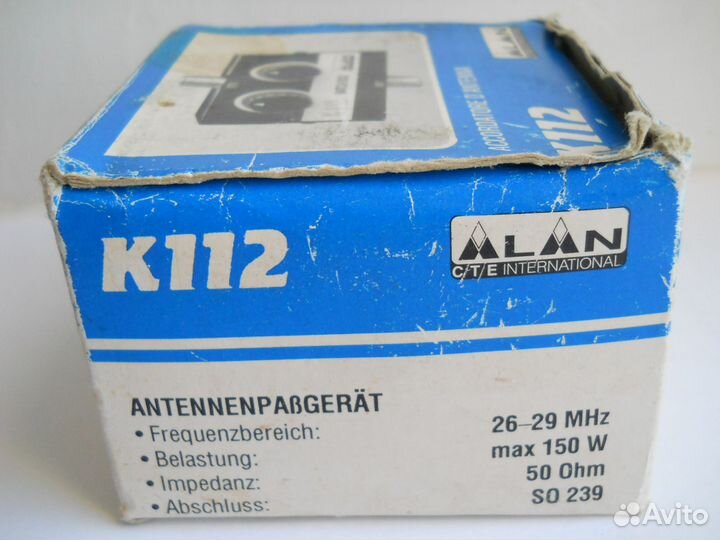 ALAN
ACCORDATORE D'ANTENNA
K112
K112
ALAN
C/T/E INTERNATIONAL
ANTENNENPAßGERÄT
• Frequenzbereich: 26–29 MHz
• Belastung: max 150 W
• Impedanz: 50 Ohm
• Abschluss: SO 239
Avito